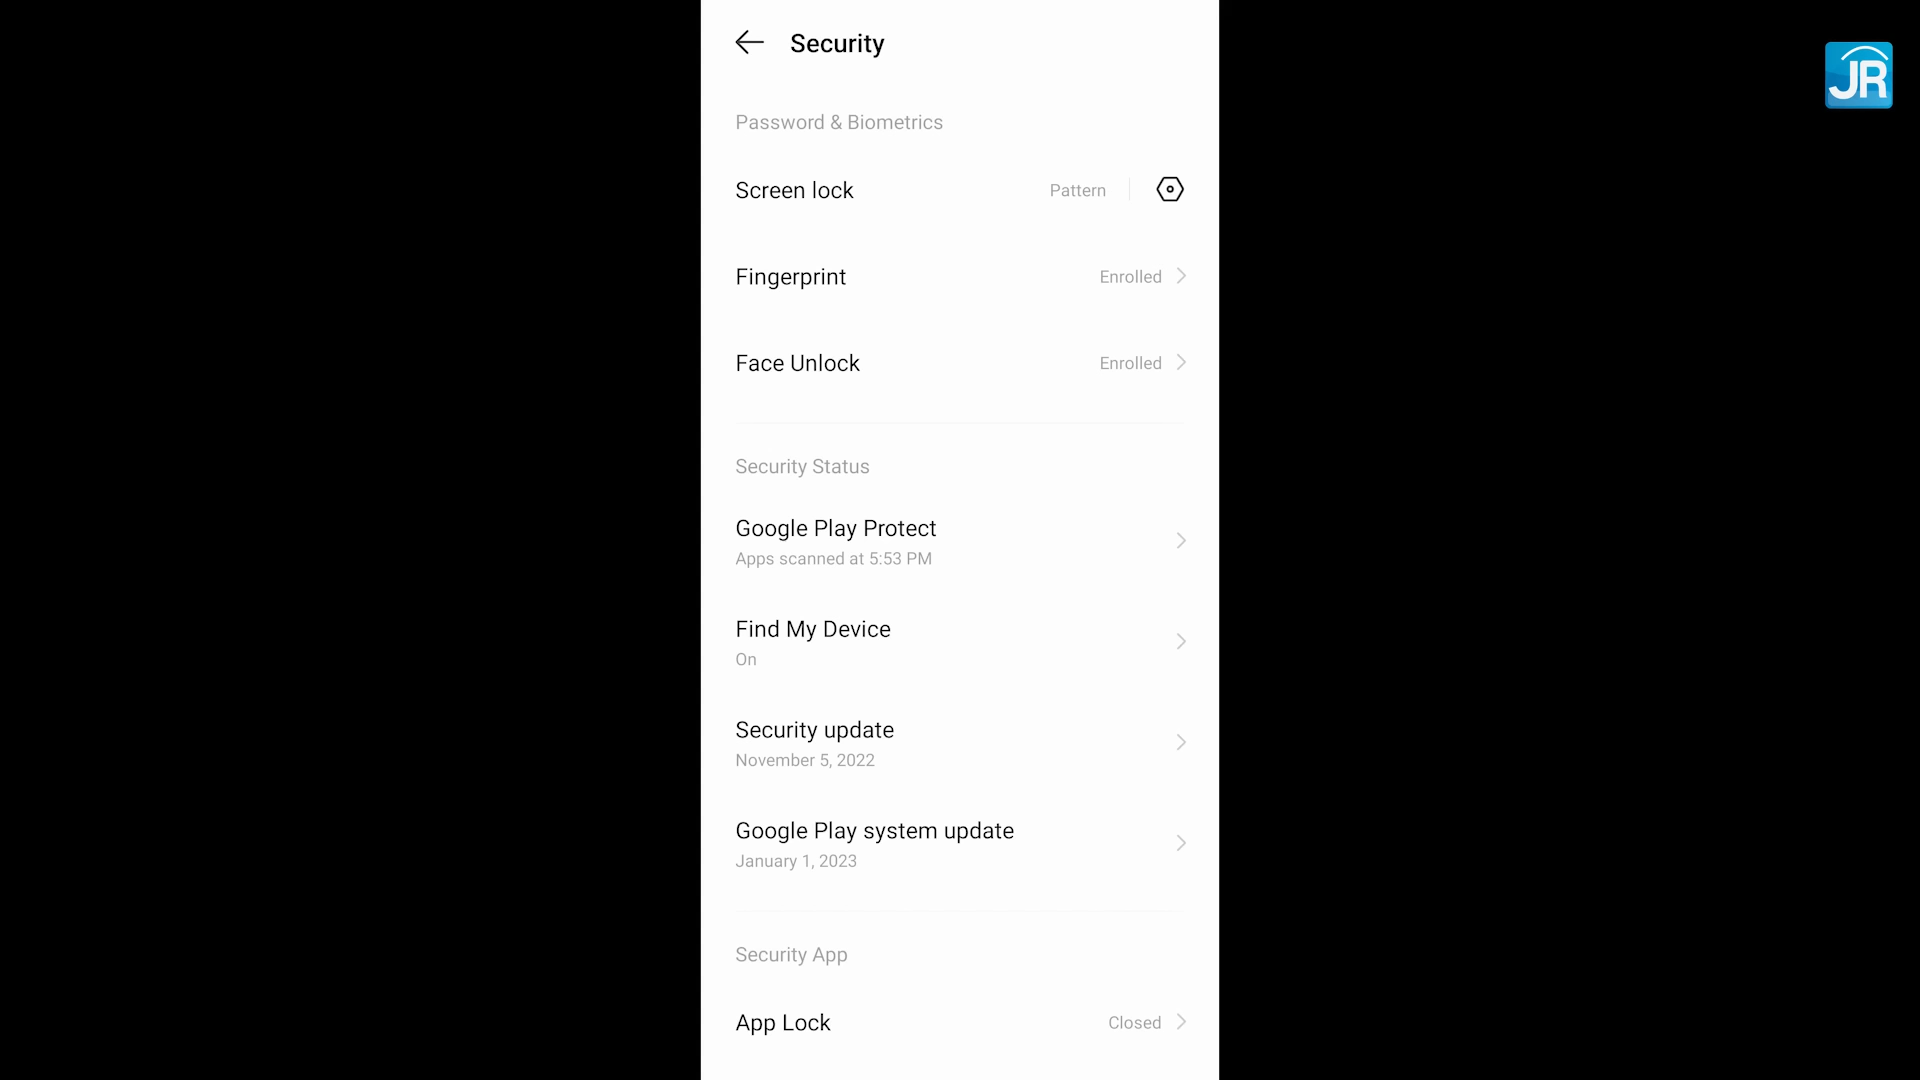 Security
JR
Password & Biometrics
Screen lock Pattern
Fingerprint Enrolled
Face Unlock Enrolled
Security Status
Google Play Protect
Apps scanned at 5:53 PM
Find My Device
On
Security update
November 5, 2022
Google Play system update
January 1, 2023
Security App
App Lock Closed